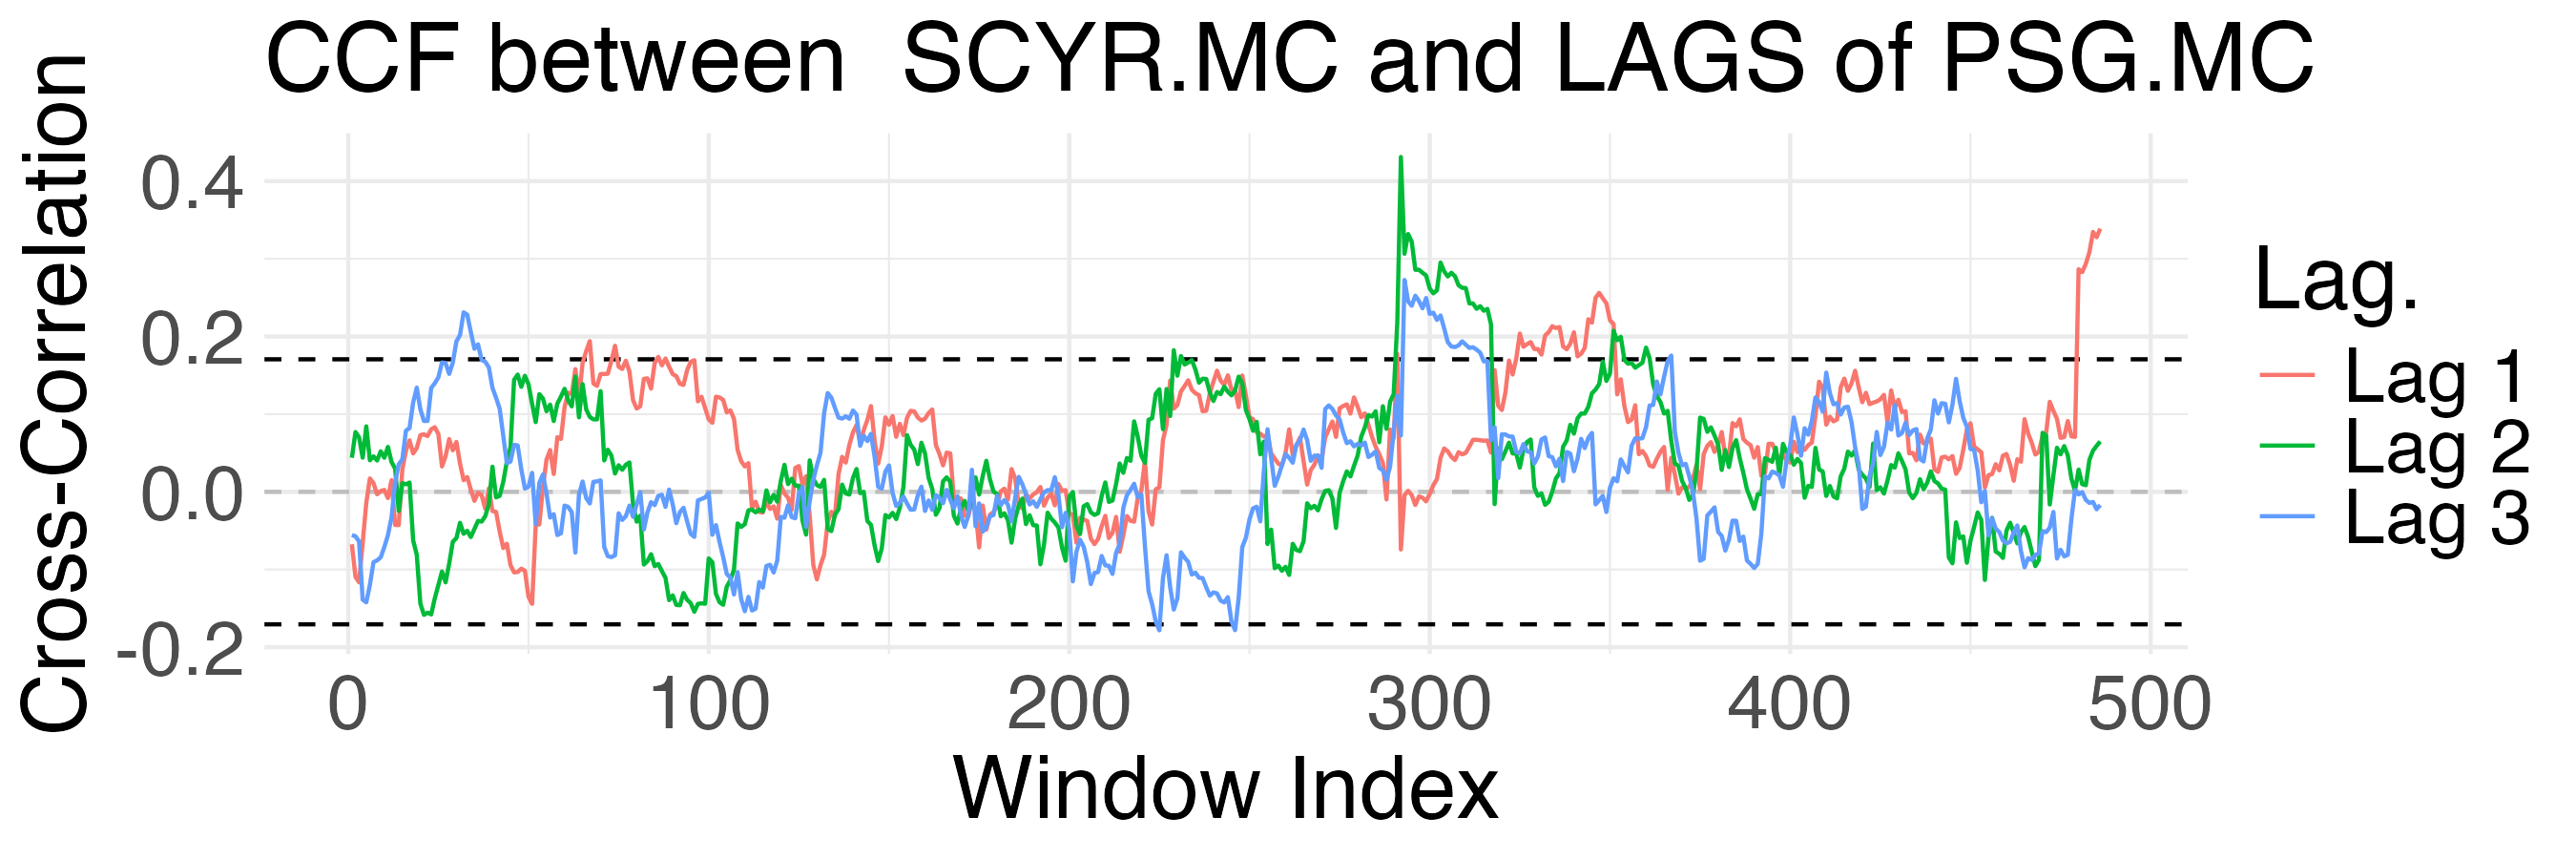 CCF between  SCYR.MC and LAGS of PSG.MC
Cross-Correlation
0.4
0.2
0.0
-0.2
0
100
200
300
400
500
Window Index
Lag.
Lag 1
Lag 2
Lag 3